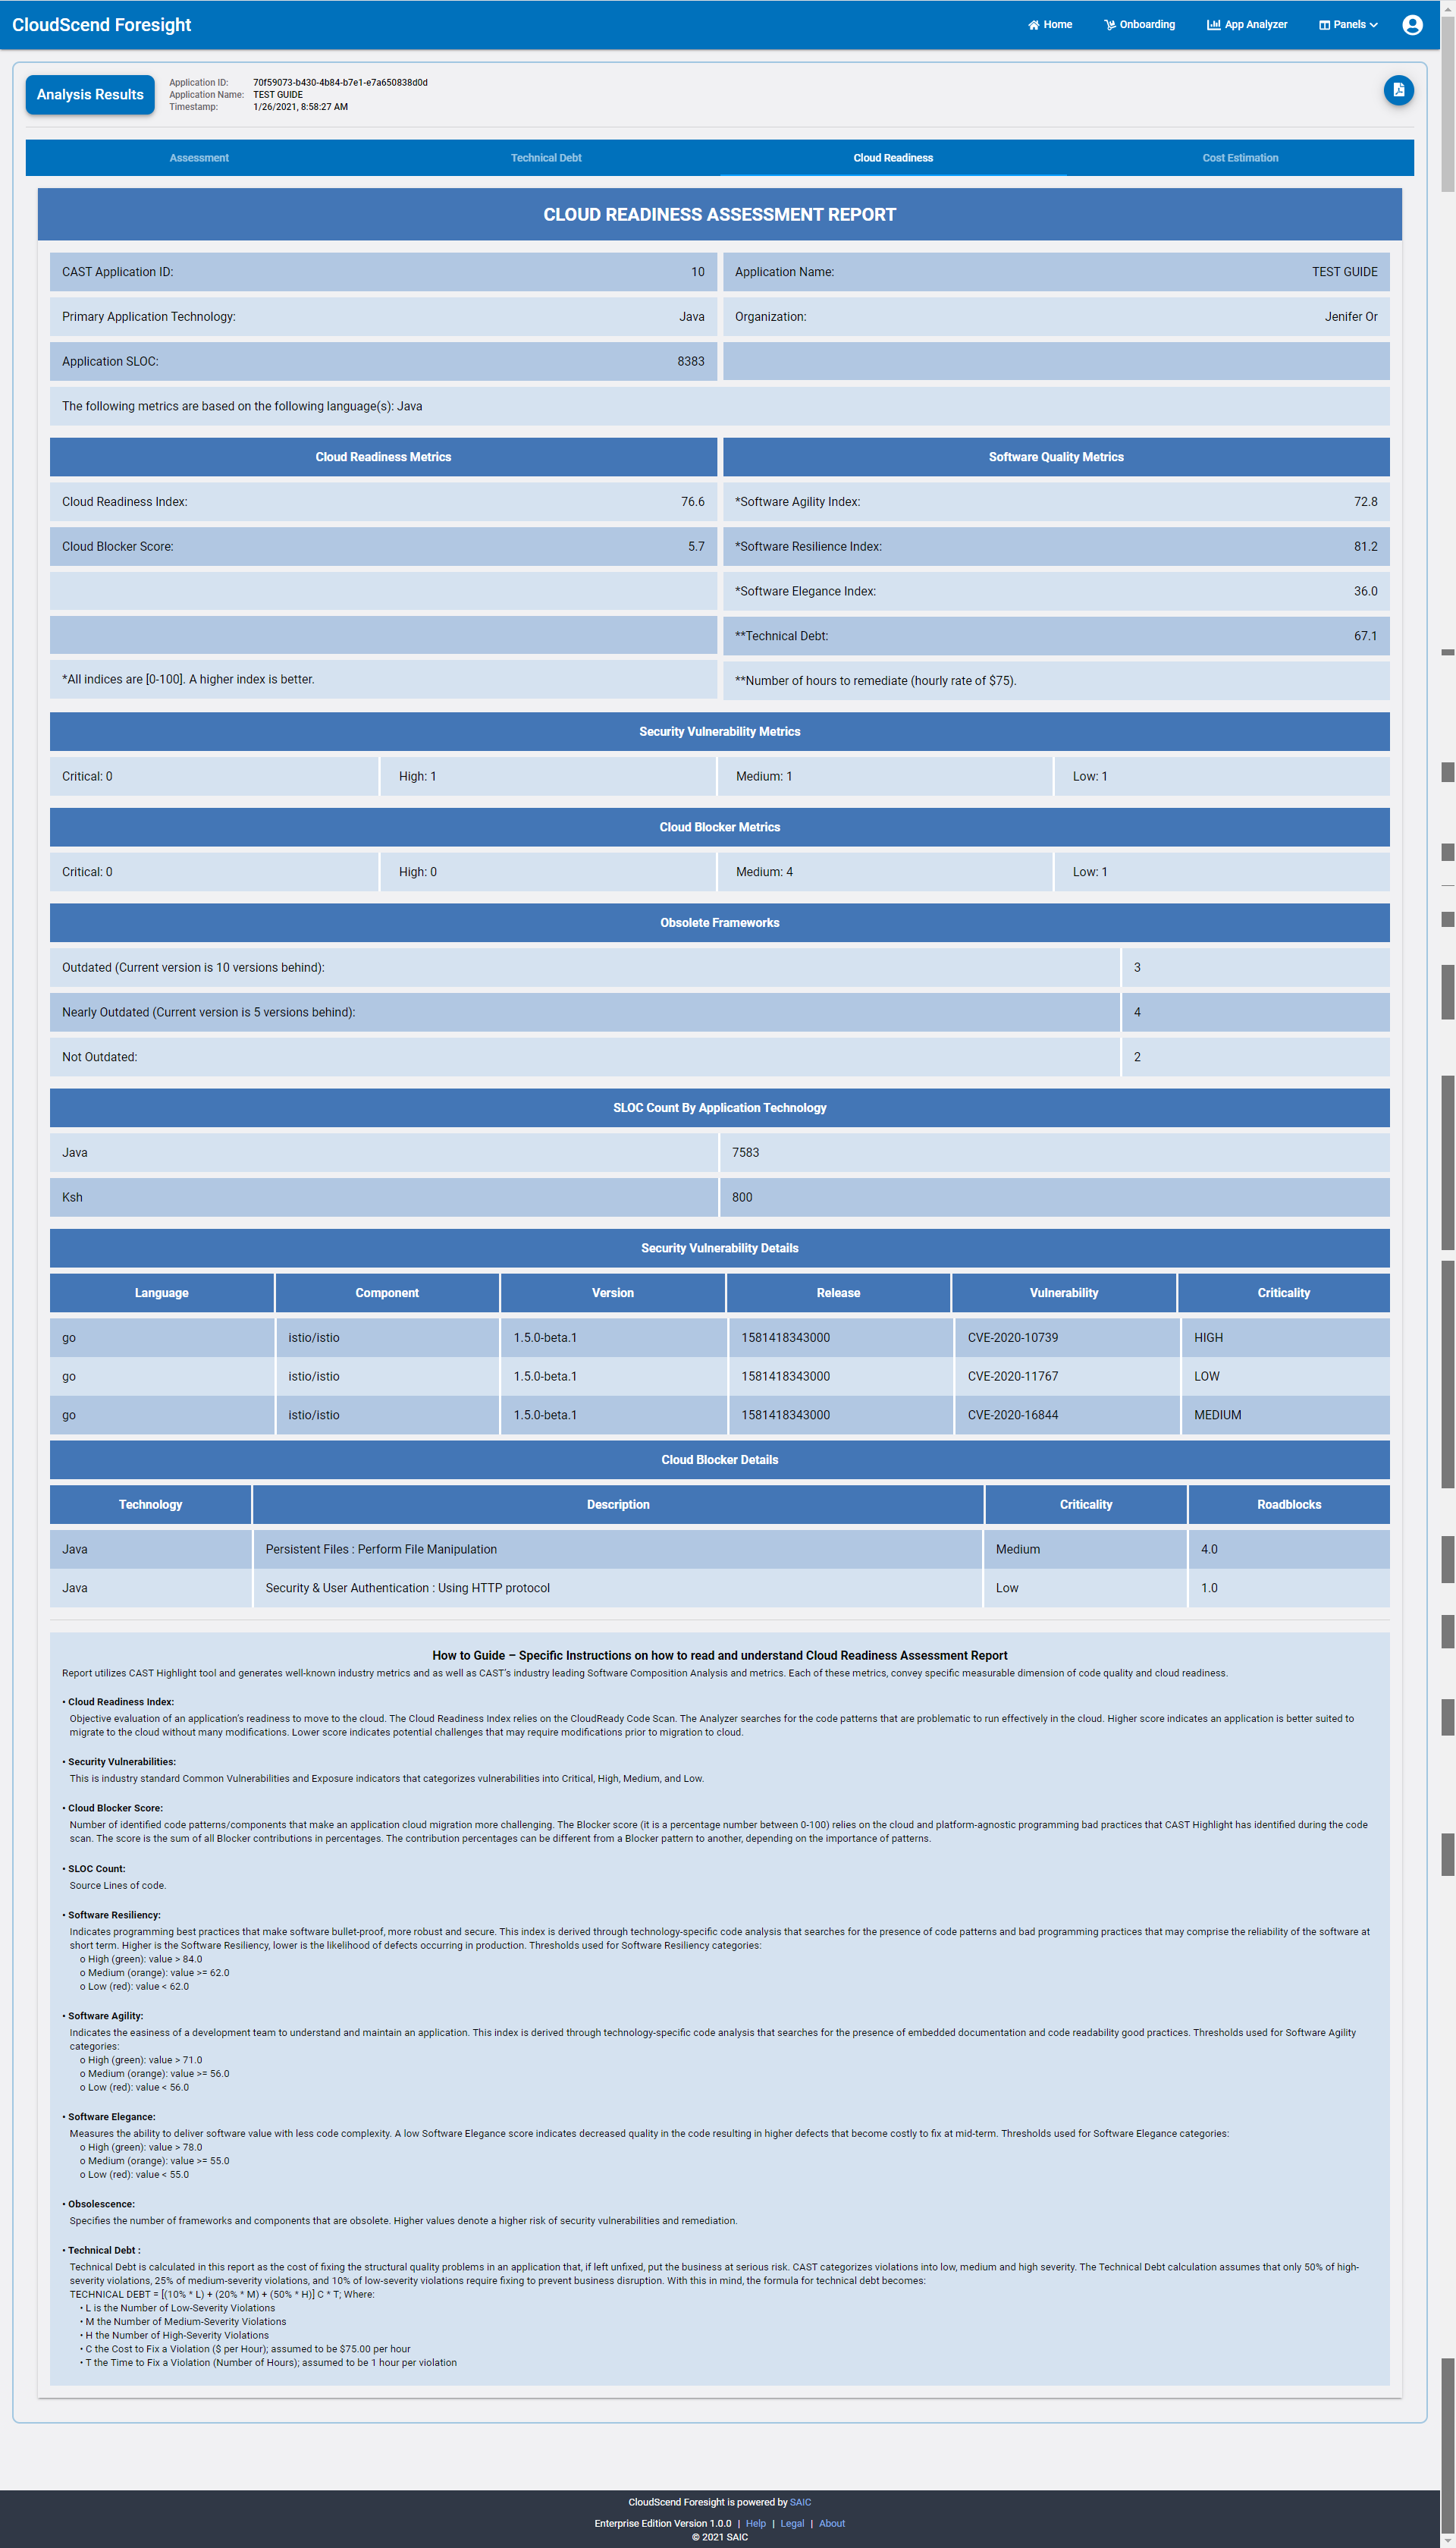 CloudScend Foresight
Home Onboarding App Analyzer Panels
Analysis Results
Application ID: 70f59073-b430-4b84-b7e1-e7a650838d0d
Application Name: TEST GUIDE
Timestamp: 1/26/2021, 8:58:27 AM
Assessment Technical Debt Cloud Readiness Cost Estimation
CLOUD READINESS ASSESSMENT REPORT
CAST Application ID: 10 Application Name: TEST GUIDE
Primary Application Technology: Java Organization: Jenifer Or
Application SLOC: 8383
The following metrics are based on the following language(s): Java
Cloud Readiness Metrics Software Quality Metrics
Cloud Readiness Index: 76.6 *Software Agility Index: 72.8
Cloud Blocker Score: 5.7 *Software Resilience Index: 81.2
*Software Elegance Index: 36.0
**Technical Debt: 67.1
*All indices are [0-100]. A higher index is better. **Number of hours to remediate (hourly rate of $75).
Security Vulnerability Metrics
Critical: 0 High: 1 Medium: 1 Low: 1
Cloud Blocker Metrics
Critical: 0 High: 0 Medium: 4 Low: 1
Obsolete Frameworks
Outdated (Current version is 10 versions behind): 3
Nearly Outdated (Current version is 5 versions behind): 4
Not Outdated: 2
SLOC Count By Application Technology
Java 7583
Ksh 800
Security Vulnerability Details
Language Component Version Release Vulnerability Criticality
go istio/istio 1.5.0-beta.1 1581418343000 CVE-2020-10739 HIGH
go istio/istio 1.5.0-beta.1 1581418343000 CVE-2020-11767 LOW
go istio/istio 1.5.0-beta.1 1581418343000 CVE-2020-16844 MEDIUM
Cloud Blocker Details
Technology Description Criticality Roadblocks
Java Persistent Files : Perform File Manipulation Medium 4.0
Java Security & User Authentication : Using HTTP protocol Low 1.0
How to Guide – Specific Instructions on how to read and understand Cloud Readiness Assessment Report
Report utilizes CAST Highlight tool and generates well-known industry metrics and as well as CAST's industry leading Software Composition Analysis and metrics. Each of these metrics, convey specific measurable dimension of code quality and cloud readiness.
• Cloud Readiness Index:
Objective evaluation of an application's readiness to move to the cloud. The Cloud Readiness Index relies on the CloudReady Code Scan. The Analyzer searches for the code patterns that are problematic to run effectively in the cloud. Higher score indicates an application is better suited to
migrate to the cloud without many modifications. Lower score indicates potential challenges that may require modifications prior to migration to cloud.
• Security Vulnerabilities:
This is industry standard Common Vulnerabilities and Exposure indicators that categorizes vulnerabilities into Critical, High, Medium, and Low.
• Cloud Blocker Score:
Number of identified code patterns/components that make an application cloud migration more challenging. The Blocker score (it is a percentage number between 0-100) relies on the cloud and platform-agnostic programming bad practices that CAST Highlight has identified during the code
scan. The score is the sum of all Blocker contributions in percentages. The contribution percentages can be different from a Blocker pattern to another, depending on the importance of patterns.
• SLOC Count:
Source Lines of code.
• Software Resiliency:
Indicates programming best practices that make software bullet-proof, more robust and secure. This index is derived through technology-specific code analysis that searches for the presence of code patterns and bad programming practices that may comprise the reliability of the software at
short term. Higher is the Software Resiliency, lower is the likelihood of defects occurring in production. Thresholds used for Software Resiliency categories:
o High (green): value > 84.0
o Medium (orange): value >= 62.0
o Low (red): value < 62.0
• Software Agility:
Indicates the easiness of a development team to understand and maintain an application. This index is derived through technology-specific code analysis that searches for the presence of embedded documentation and code readability good practices. Thresholds used for Software Agility
categories:
o High (green): value > 71.0
o Medium (orange): value >= 56.0
o Low (red): value < 56.0
• Software Elegance:
Measures the ability to deliver software value with less code complexity. A low Software Elegance score indicates decreased quality in the code resulting in higher defects that become costly to fix at mid-term. Thresholds used for Software Elegance categories:
o High (green): value > 78.0
o Medium (orange): value >= 55.0
o Low (red): value < 55.0
• Obsolescence:
Specifies the number of frameworks and components that are obsolete. Higher values denote a higher risk of security vulnerabilities and remediation.
• Technical Debt :
Technical Debt is calculated in this report as the cost of fixing the structural quality problems in an application that, if left unfixed, put the business at serious risk. CAST categorizes violations into low, medium and high severity. The Technical Debt calculation assumes that only 50% of high-
severity violations, 25% of medium-severity violations, and 10% of low-severity violations require fixing to prevent business disruption. With this in mind, the formula for technical debt becomes:
TECHNICAL DEBT = [(10% * L) + (20% * M) + (50% * H)] C * T; Where:
• L is the Number of Low-Severity Violations
• M the Number of Medium-Severity Violations
• H the Number of High-Severity Violations
• C the Cost to Fix a Violation ($ per Hour); assumed to be $75.00 per hour
• T the Time to Fix a Violation (Number of Hours); assumed to be 1 hour per violation
CloudScend Foresight is powered by SAIC
Enterprise Edition Version 1.0.0 | Help | Legal | About
© 2021 SAIC